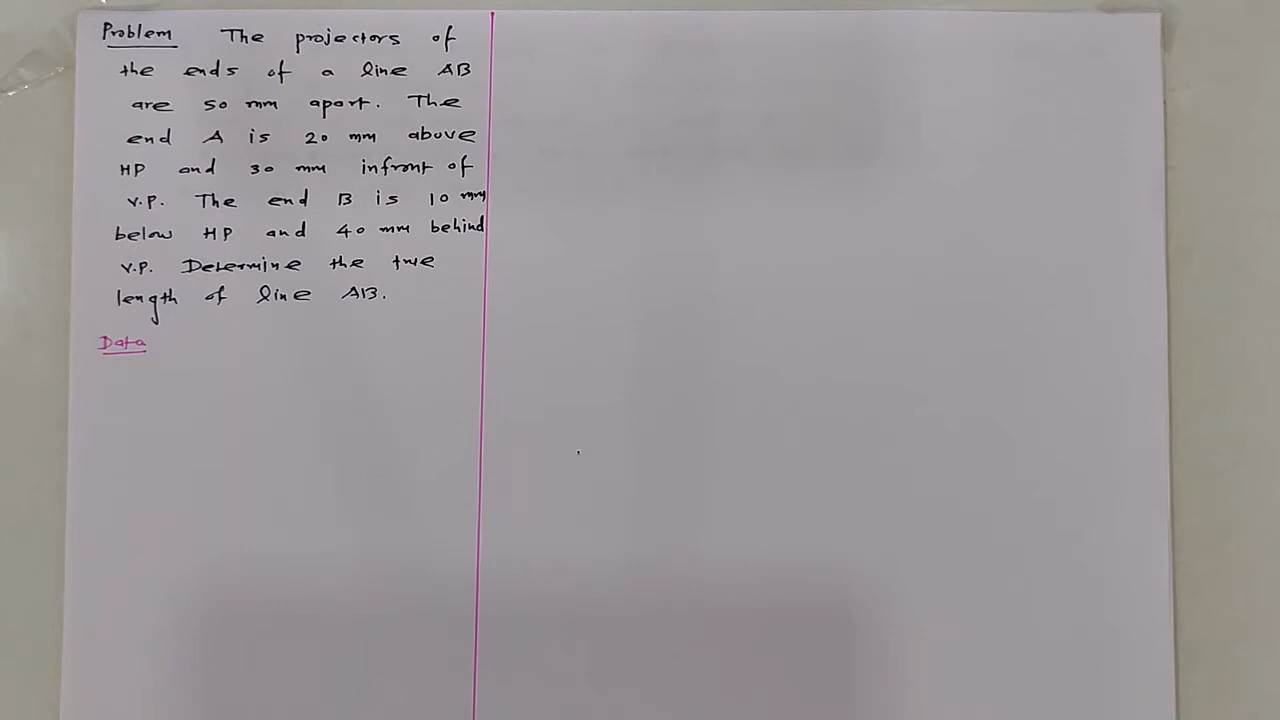 Problem The projectors of
the ends of a line AB
are 50 mm apart. The
end A is 20 mm above
HP and 30 mm infront of
V.P. The end B is 10 mm
below HP and 40 mm behind
V.P. Determine the true
length of line AB.
Data